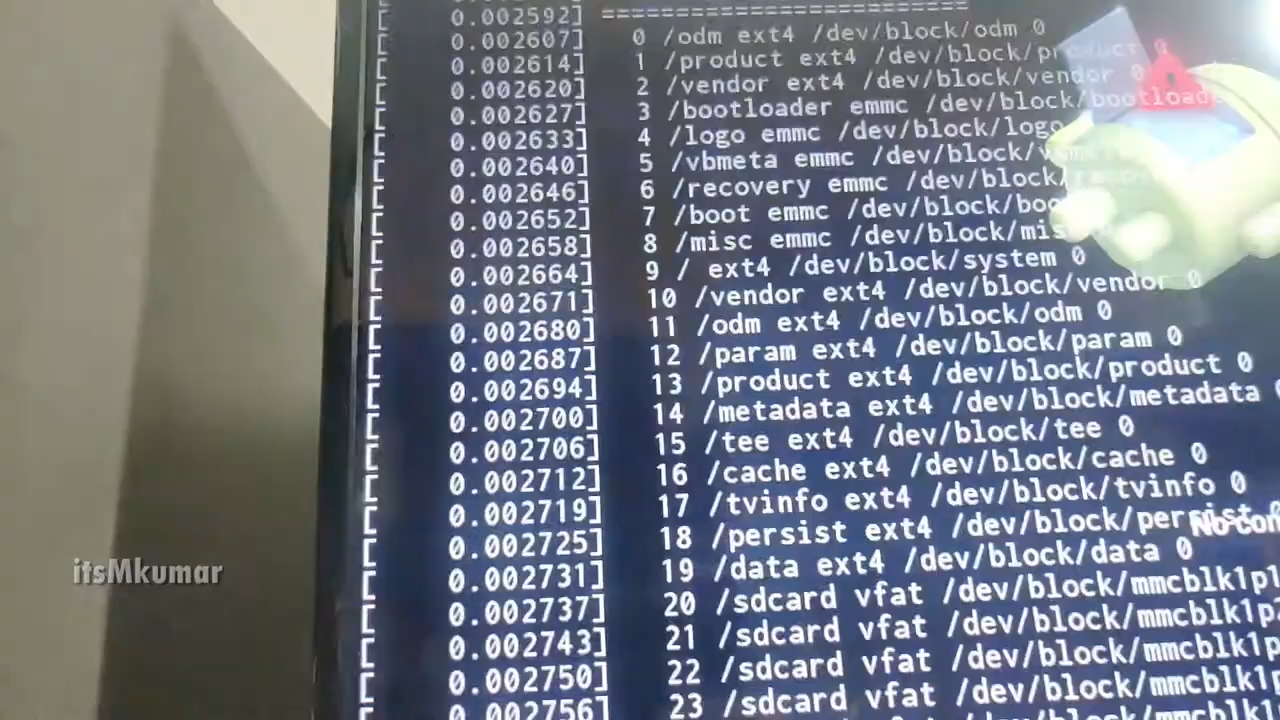 [ 0.002592] =========================
[ 0.002607] 0 /odm ext4 /dev/block/odm 0
[ 0.002614] 1 /product ext4 /dev/block/product 0
[ 0.002620] 2 /vendor ext4 /dev/block/vendor 0
[ 0.002627] 3 /bootloader emmc /dev/block/bootloade
[ 0.002633] 4 /logo emmc /dev/block/logo
[ 0.002640] 5 /vbmeta emmc /dev/block/
[ 0.002646] 6 /recovery emmc /dev/block/
[ 0.002652] 7 /boot emmc /dev/block/boo
[ 0.002658] 8 /misc emmc /dev/block/mis
[ 0.002664] 9 / ext4 /dev/block/system 0
[ 0.002671] 10 /vendor ext4 /dev/block/vendor 0
[ 0.002680] 11 /odm ext4 /dev/block/odm 0
[ 0.002687] 12 /param ext4 /dev/block/param 0
[ 0.002694] 13 /product ext4 /dev/block/product 0
[ 0.002700] 14 /metadata ext4 /dev/block/metadata
[ 0.002706] 15 /tee ext4 /dev/block/tee 0
[ 0.002712] 16 /cache ext4 /dev/block/cache 0
[ 0.002719] 17 /tvinfo ext4 /dev/block/tvinfo 0
[ 0.002725] 18 /persist ext4 /dev/block/persist 0
[ 0.002731] 19 /data ext4 /dev/block/data 0
[ 0.002737] 20 /sdcard vfat /dev/block/mmcblk1p1
[ 0.002743] 21 /sdcard vfat /dev/block/mmcblk1p
[ 0.002750] 22 /sdcard vfat /dev/block/mmcblk1p
[ 0.002756] 23 /sdcard vfat /dev/block/mmcblk1p
No com
itsMkumar